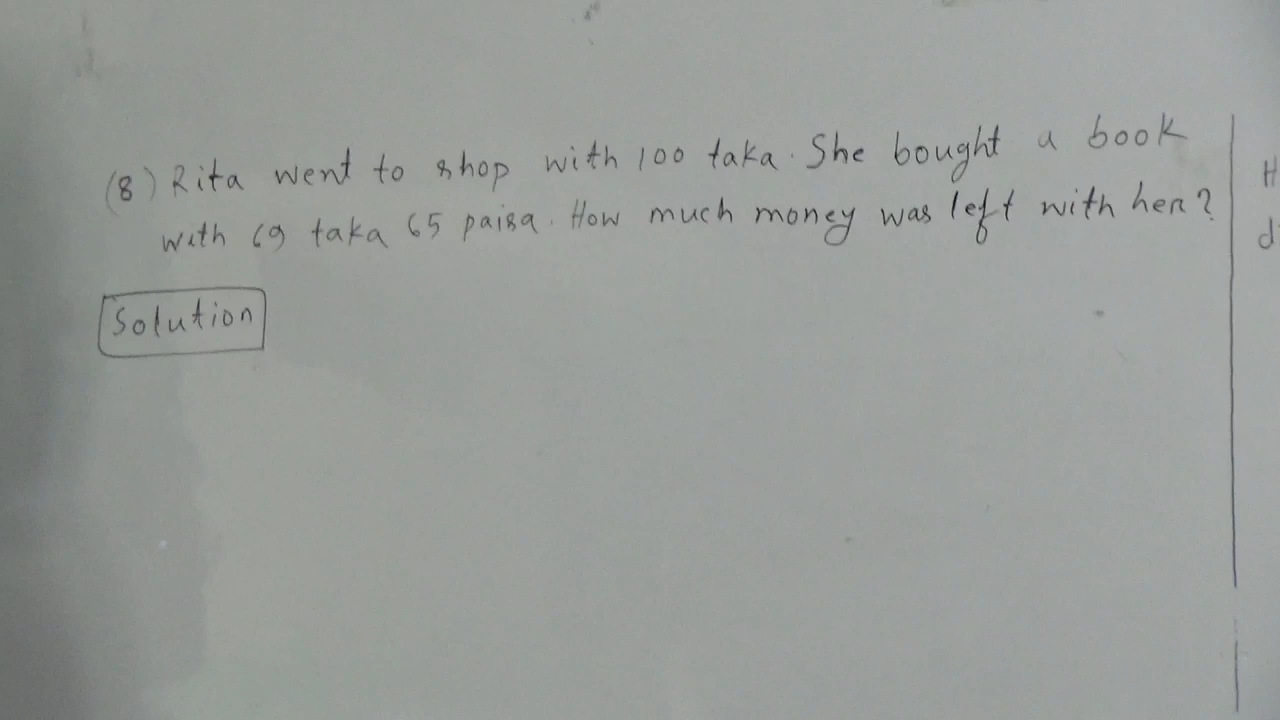 (8) Rita went to shop with 100 taka. She bought a book
with 69 taka 65 paisa. How much money was left with her?
Solution
H
d